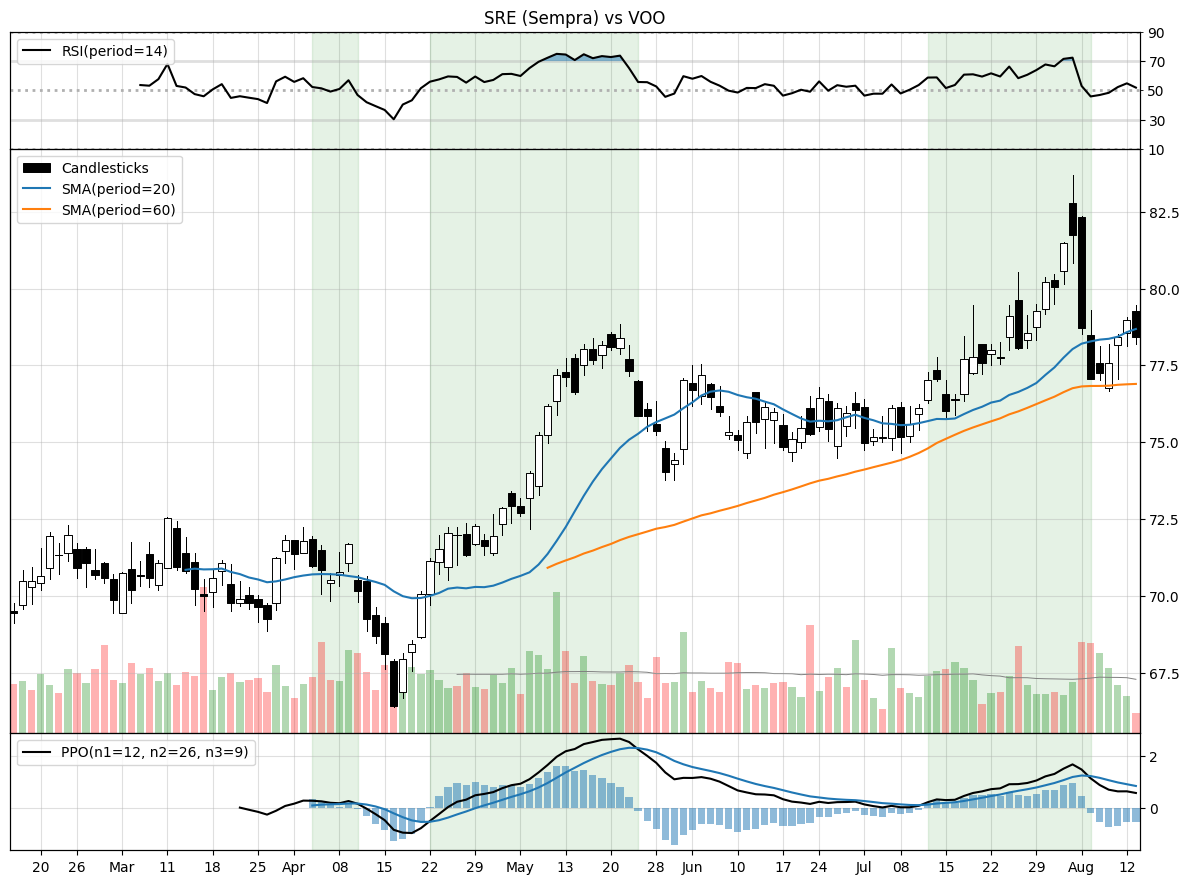 SRE (Sempra) vs VOO
RSI(period=14)
90
70
50
30
10
Candlesticks
SMA(period=20)
SMA(period=60)
82.5
80.0
77.5
75.0
72.5
70.0
67.5
PPO(n1=12, n2=26, n3=9)
2
0
20 26 Mar 11 18 25 Apr 08 15 22 29 May 13 20 28 Jun 10 17 24 Jul 08 15 22 29 Aug 12